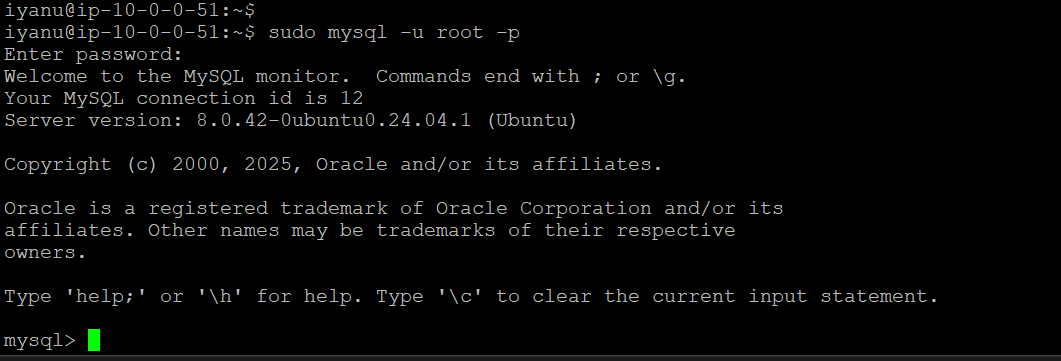 iyanu@ip-10-0-0-51:~$
iyanu@ip-10-0-0-51:~$ sudo mysql -u root -p
Enter password:
Welcome to the MySQL monitor.  Commands end with ; or \g.
Your MySQL connection id is 12
Server version: 8.0.42-0ubuntu0.24.04.1 (Ubuntu)
Copyright (c) 2000, 2025, Oracle and/or its affiliates.
Oracle is a registered trademark of Oracle Corporation and/or its
affiliates. Other names may be trademarks of their respective
owners.
Type 'help;' or '\h' for help. Type '\c' to clear the current input statement.
mysql>